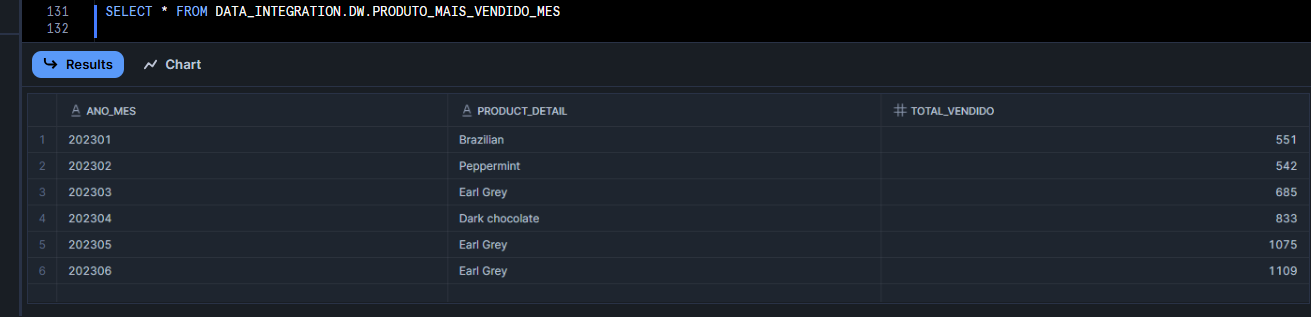 131 SELECT * FROM DATA_INTEGRATION.DW.PRODUTO_MAIS_VENDIDO_MES
132
Results Chart
A ANO_MES A PRODUCT_DETAIL # TOTAL_VENDIDO
1 202301 Brazilian 551
2 202302 Peppermint 542
3 202303 Earl Grey 685
4 202304 Dark chocolate 833
5 202305 Earl Grey 1075
6 202306 Earl Grey 1109